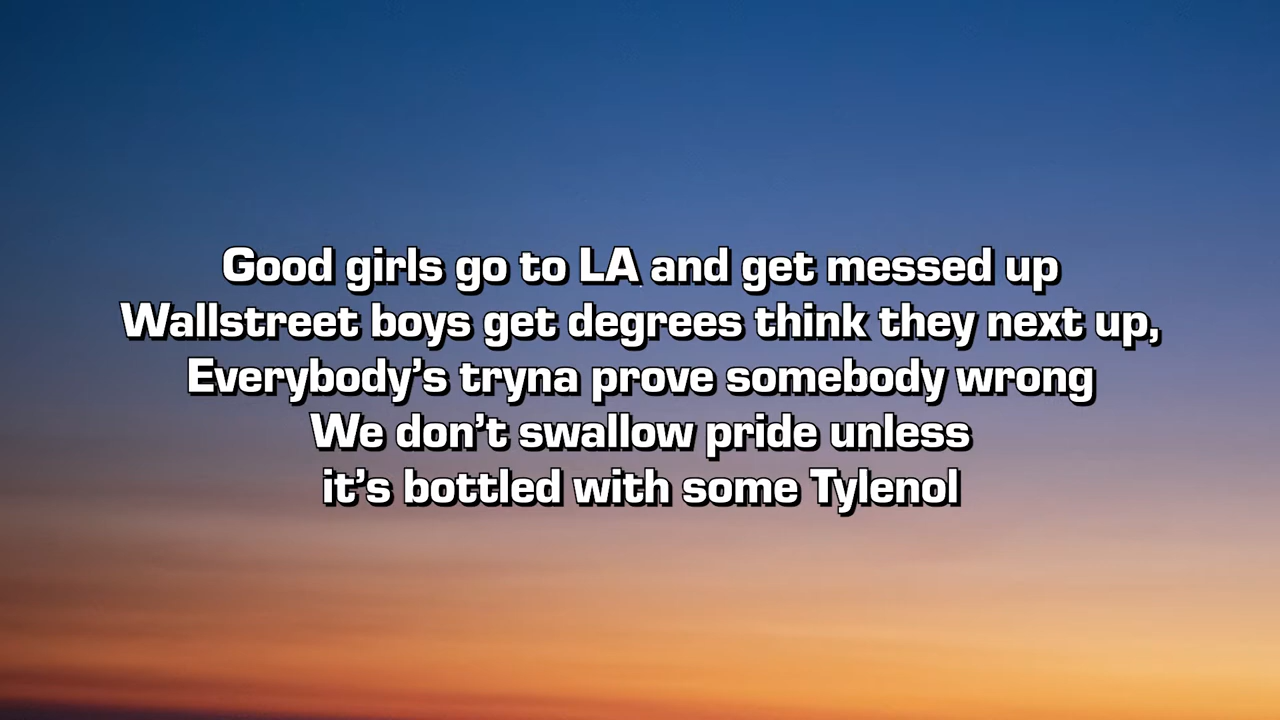 Good girls go to LA and get messed up
Wallstreet boys get degrees think they next up,
Everybody’s tryna prove somebody wrong
We don’t swallow pride unless
it’s bottled with some Tylenol